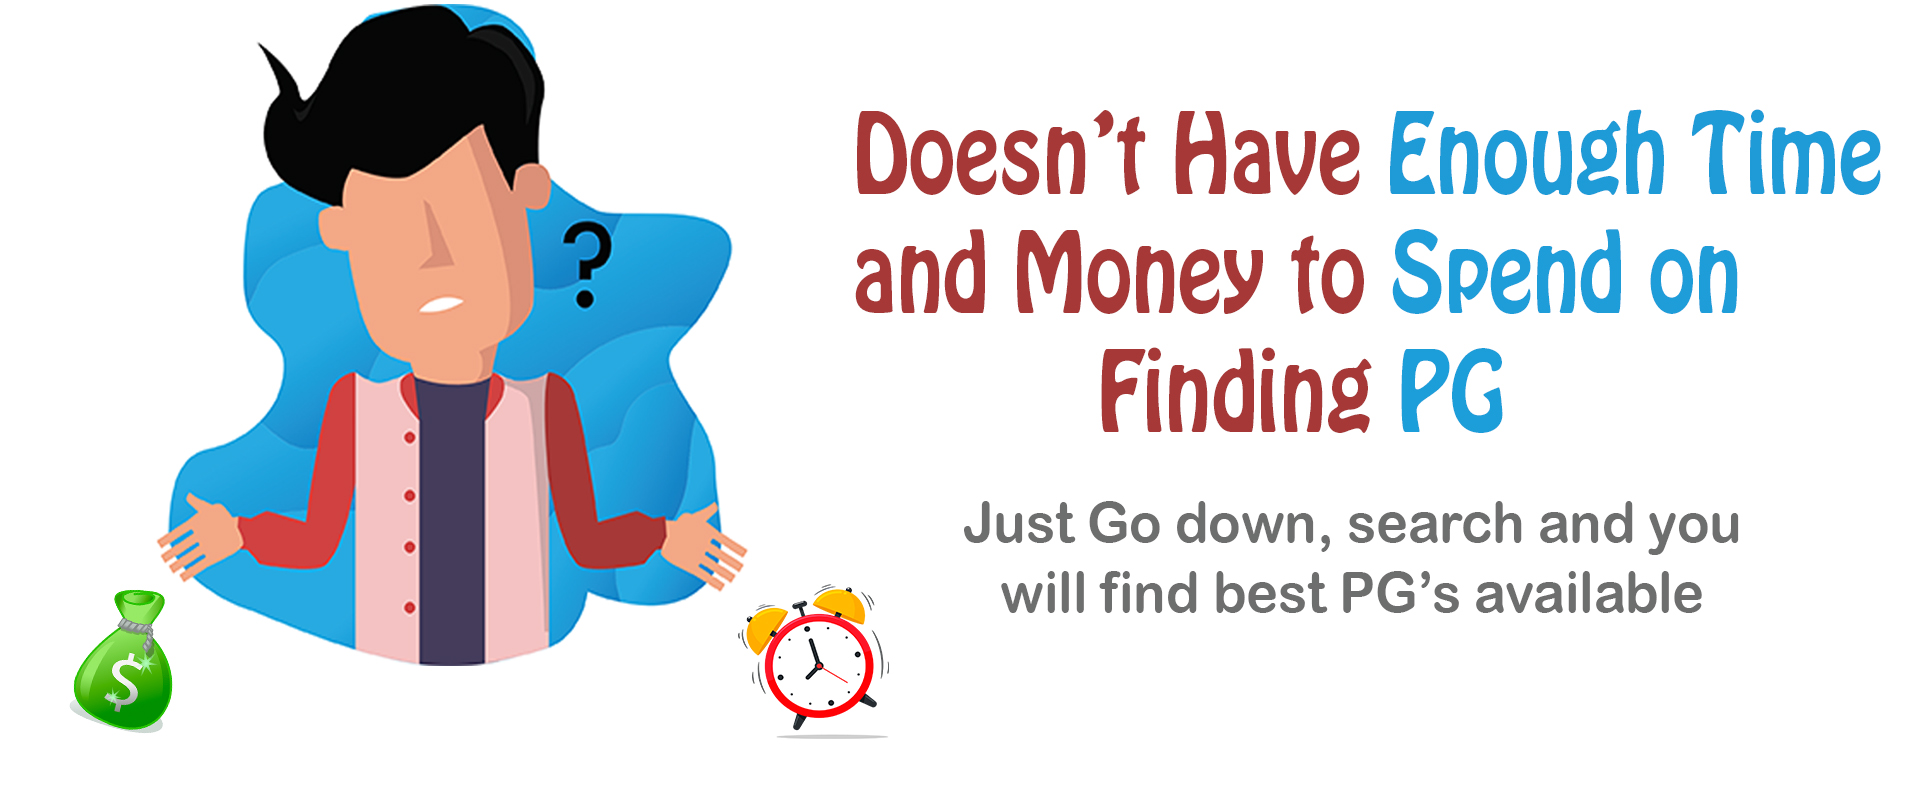 ?
Doesn’t Have Enough Time
and Money to Spend on
Finding PG
Just Go down, search and you
will find best PG’s available
$